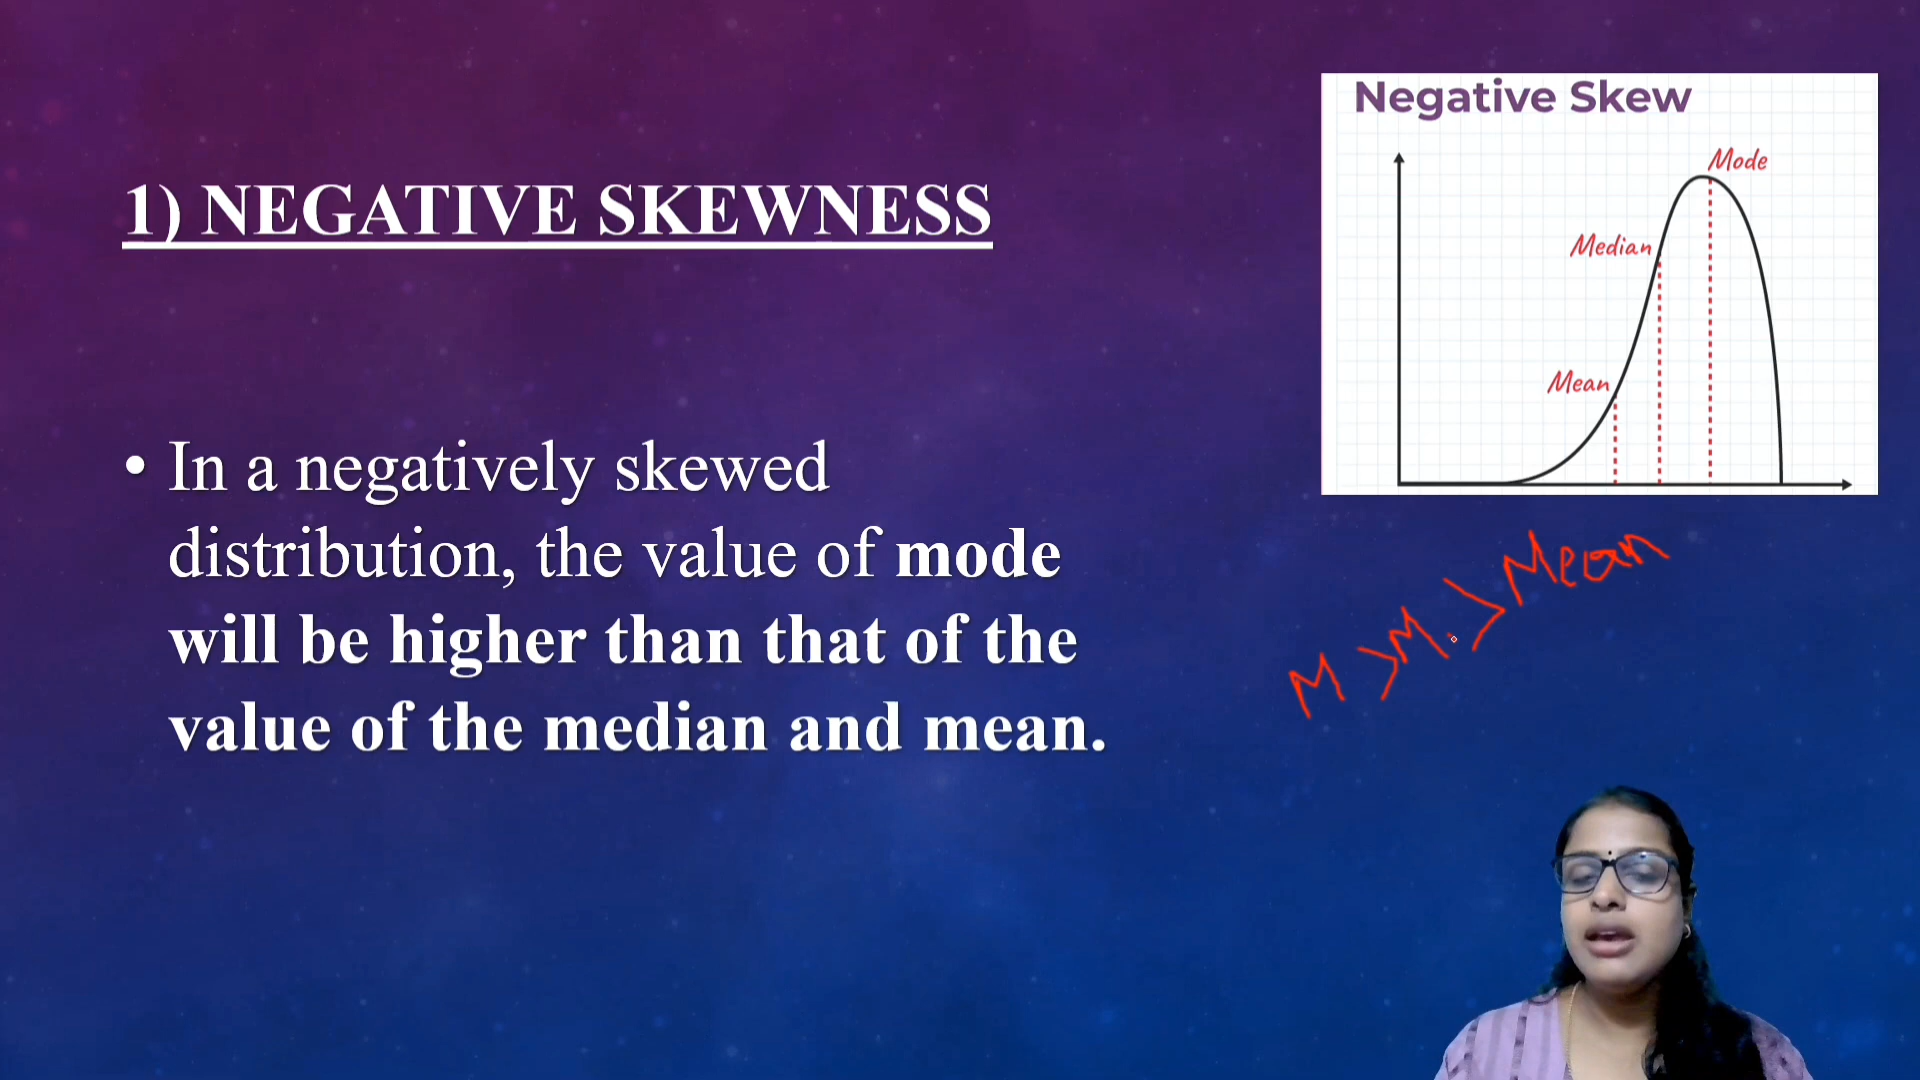 Negative Skew
Mode
Median
Mean
1) NEGATIVE SKEWNESS
• In a negatively skewed
distribution, the value of mode
will be higher than that of the
value of the median and mean.
M > M. > Mean